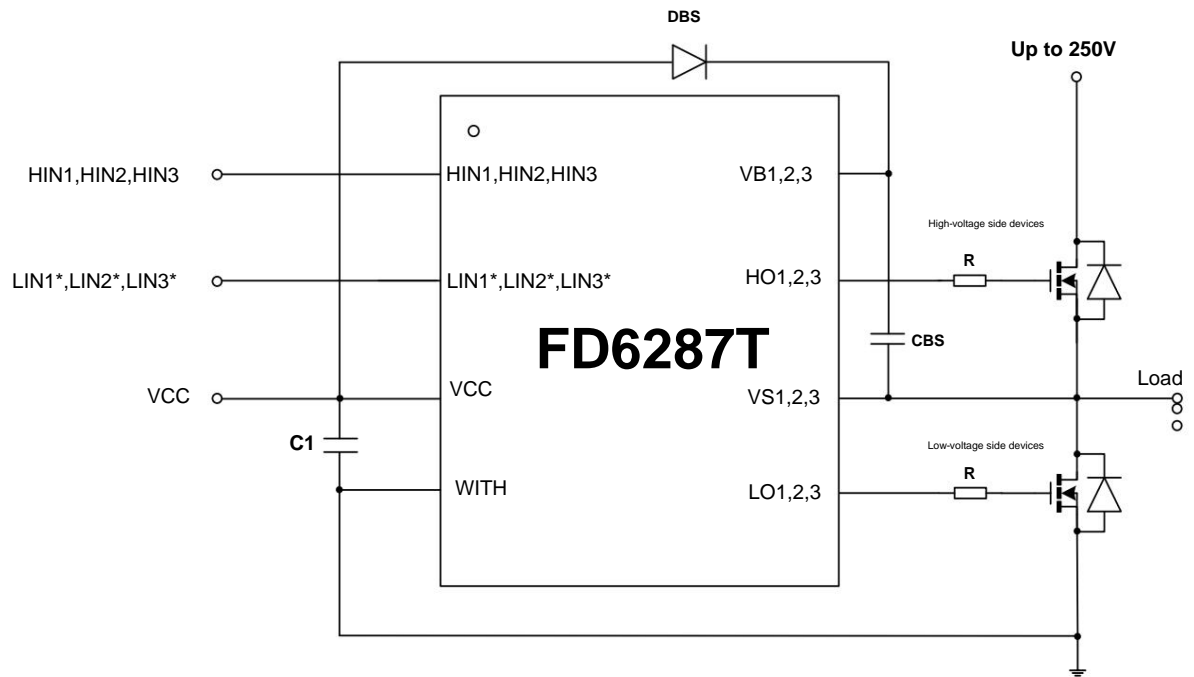 DBS
Up to 250V
HIN1,HIN2,HIN3
HIN1,HIN2,HIN3
VB1,2,3
High-voltage side devices
R
LIN1*,LIN2*,LIN3*
LIN1*,LIN2*,LIN3*
HO1,2,3
FD6287T
CBS
VCC
VCC
VS1,2,3
Load
C1
Low-voltage side devices
R
WITH
LO1,2,3